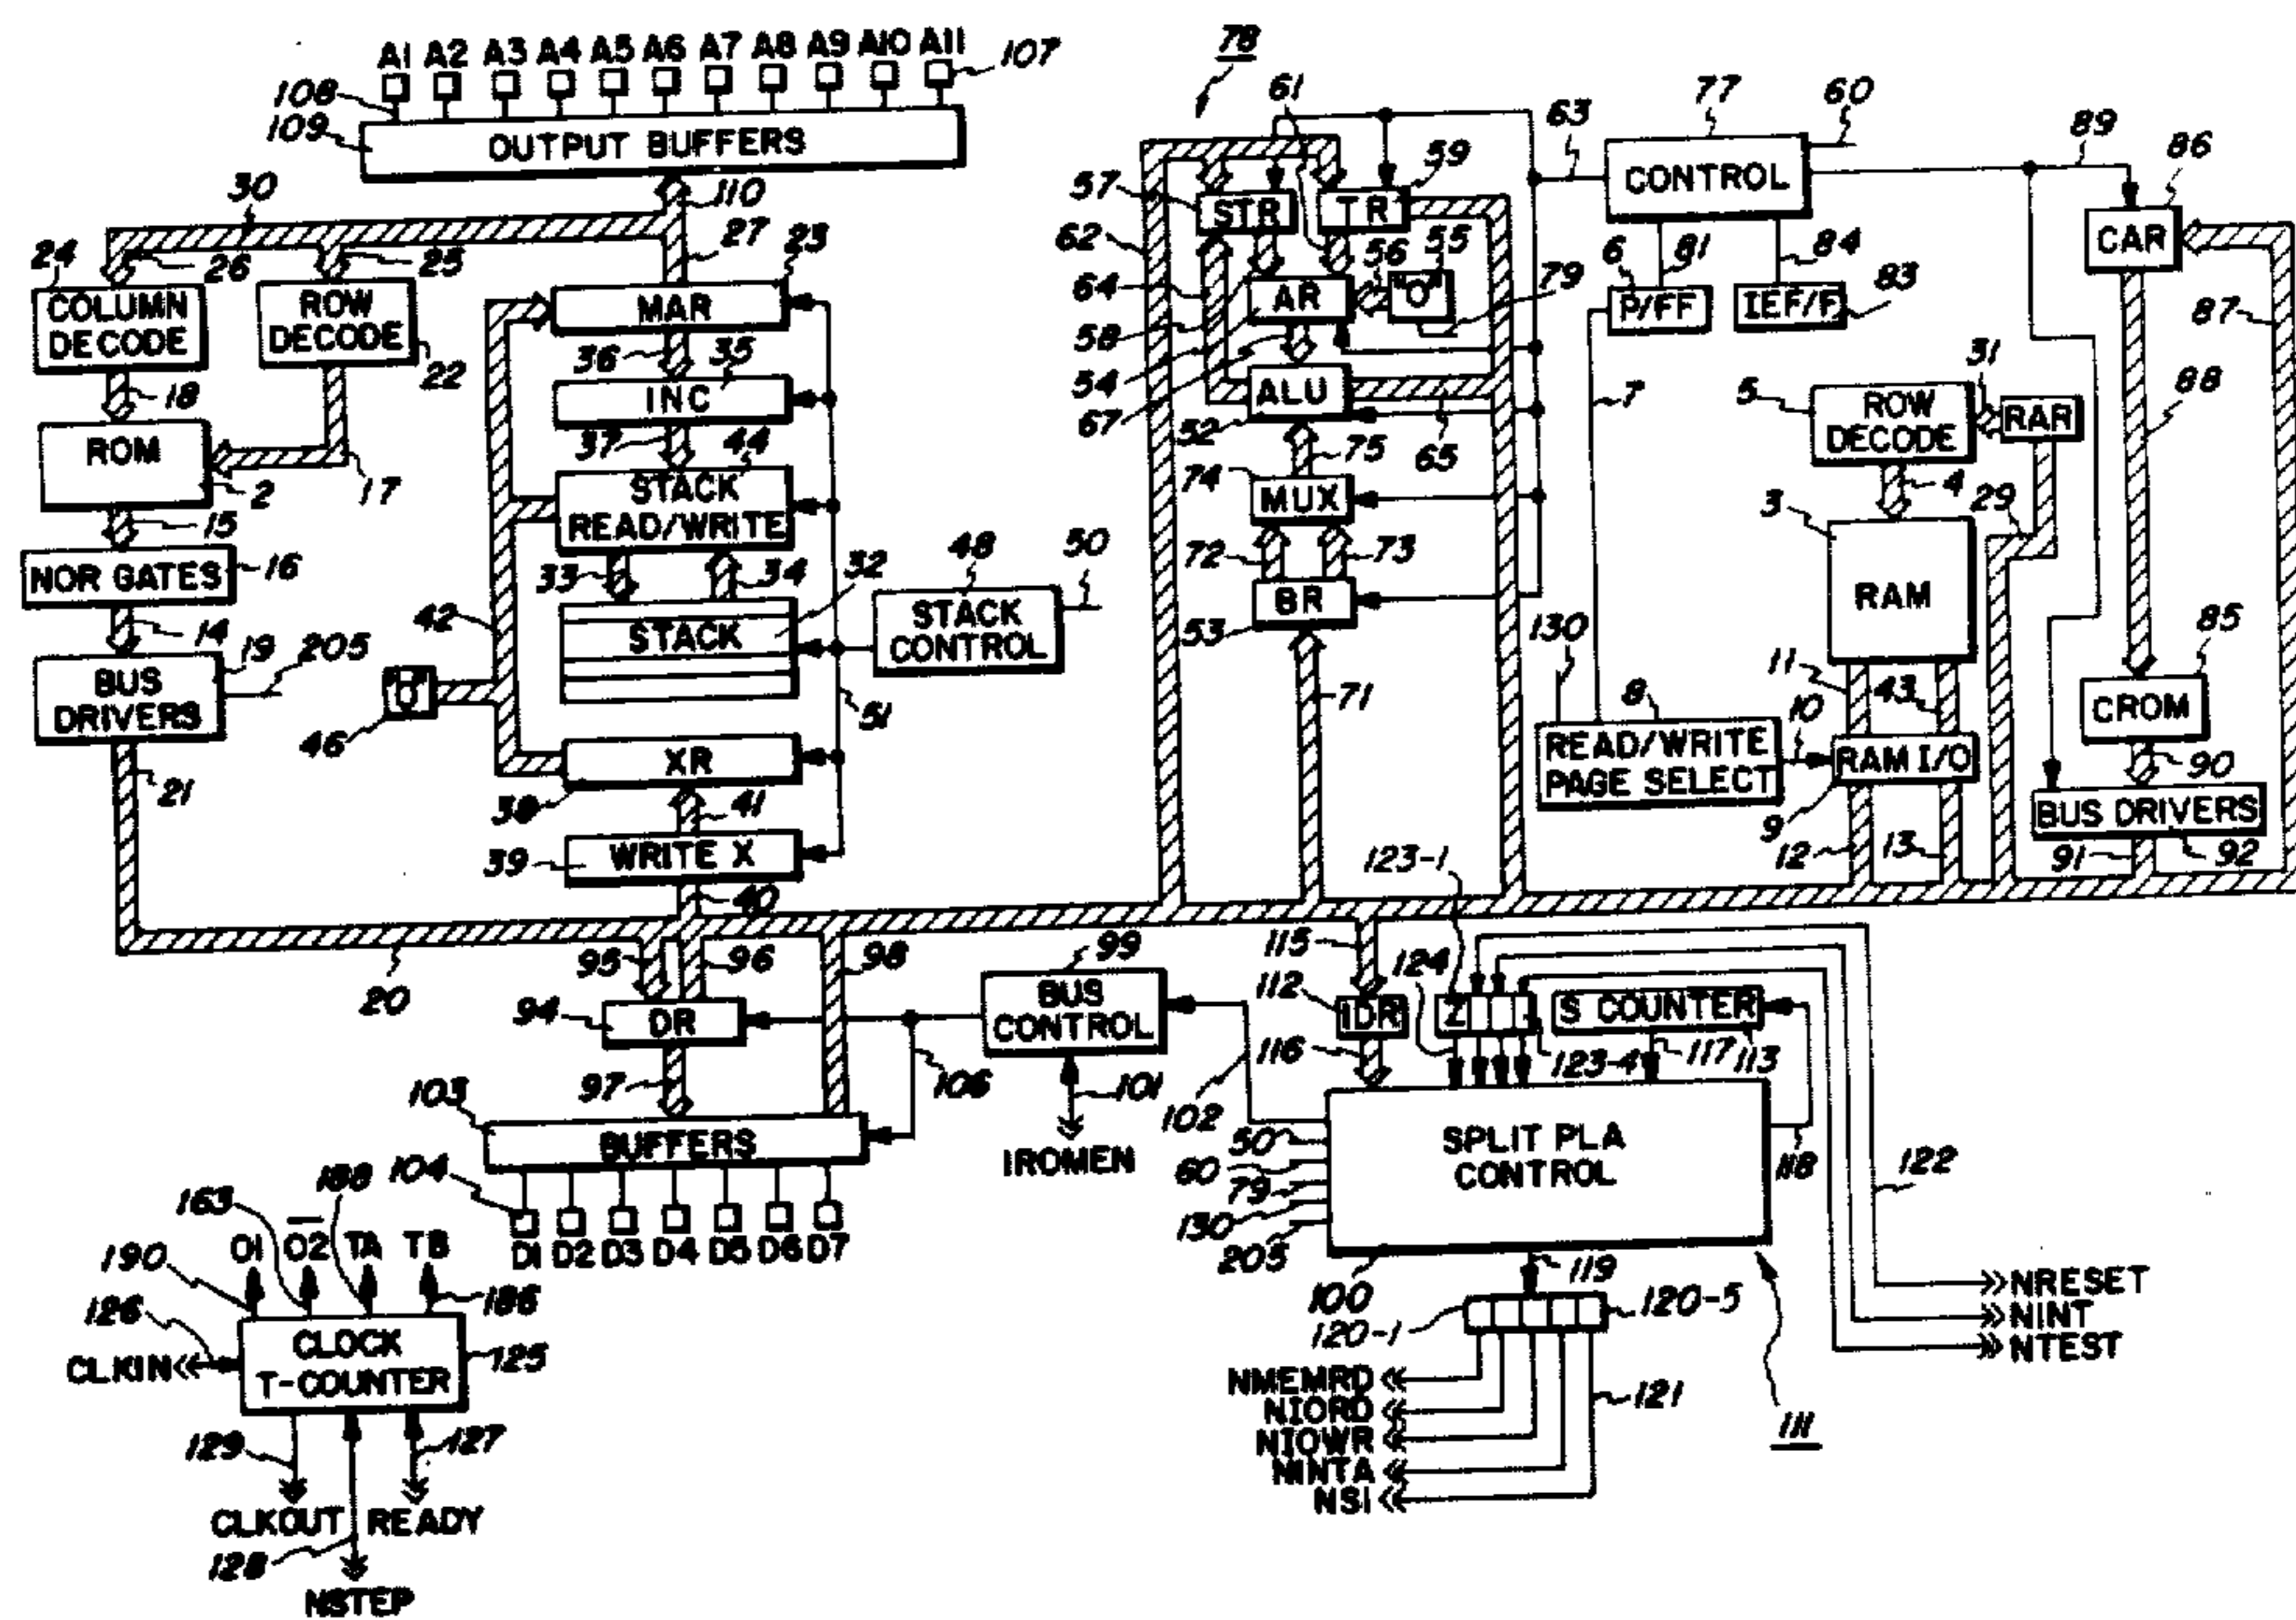 A1 A2 A3 A4 A5 A6 A7 A8 A9 A10 A11 107
108
109 OUTPUT BUFFERS
110
30
24 26 25 27 23
COLUMN DECODE
ROW DECODE
22
MAR
36 35
18
INC
37 44
ROM
2 17
STACK READ/WRITE
15
33 34 32
NOR GATES 16
14
STACK
48 50
STACK CONTROL
42
19 205
BUS DRIVERS
"O"
46
51
21
XR
38 41
39 WRITE X
40
20
78
61
57 STR TR 59
62
56 55
64 AR "O" 79
58
54 ALU
67 52 75 65
74 MUX
72 73
BR
53
71
63 77 60 89 86
CONTROL
CAR
6 81 84
P/FF IEF/F 83
87
7
5 ROW DECODE 31 RAR
4 29
3
RAM
88
130
8
11 43 85
READ/WRITE PAGE SELECT 10 RAM I/O
CROM
90
9
12 13
BUS DRIVERS
91 92
95 96 98
94 DR
99
BUS CONTROL
106
97
101
IROMEN
102
103
BUFFERS
104
D1 D2 D3 D4 D5 D6 D7
123-1
115 124
112 IDR Z S COUNTER
116 123-4 117 113
SPLIT PLA CONTROL
118 122
50
60
79
130
205
100
119
120-1 120-5
111
NRESET
NINT
NTEST
NMEMRD
NIORD
NIOWR
NINTA
NSI
121
163 188
190 O1 O2 TA TB
186
126
CLKIN
CLOCK T-COUNTER 125
129 127
CLKOUT READY
128
NSTEP